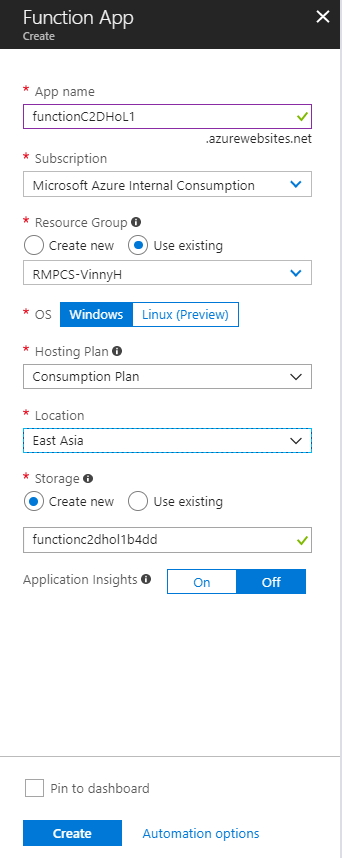 Function App
Create
* App name
functionC2DHoL1
.azurewebsites.net
* Subscription
Microsoft Azure Internal Consumption
* Resource Group
Create new Use existing
RMPCS-VinnyH
* OS Windows Linux (Preview)
* Hosting Plan
Consumption Plan
* Location
East Asia
* Storage
Create new Use existing
functionc2dhol1b4dd
Application Insights On Off
Pin to dashboard
Create Automation options